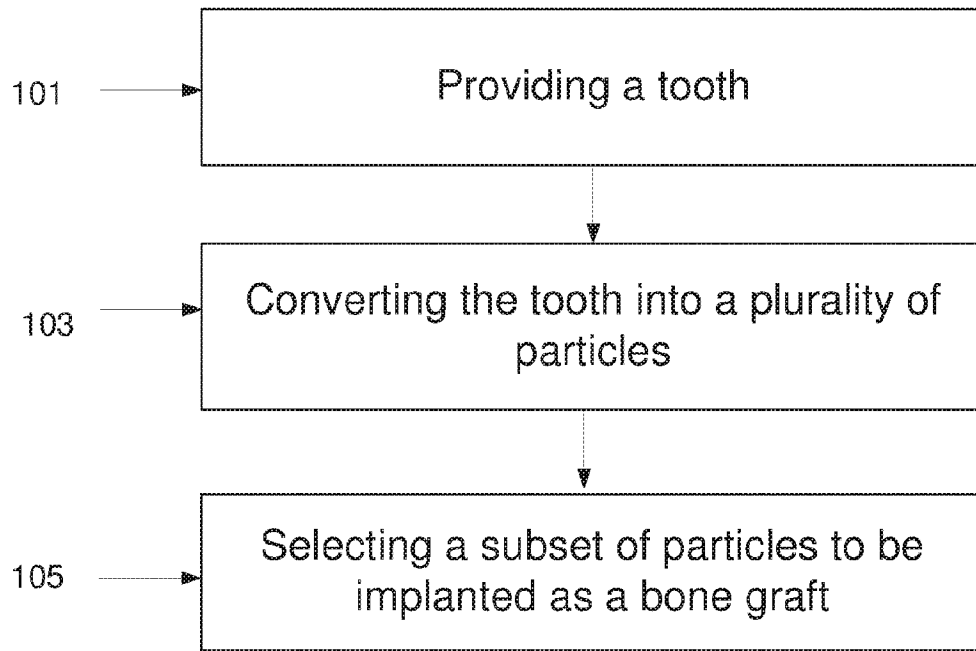 101
Providing a tooth
103
Converting the tooth into a plurality of
particles
105
Selecting a subset of particles to be
implanted as a bone graft